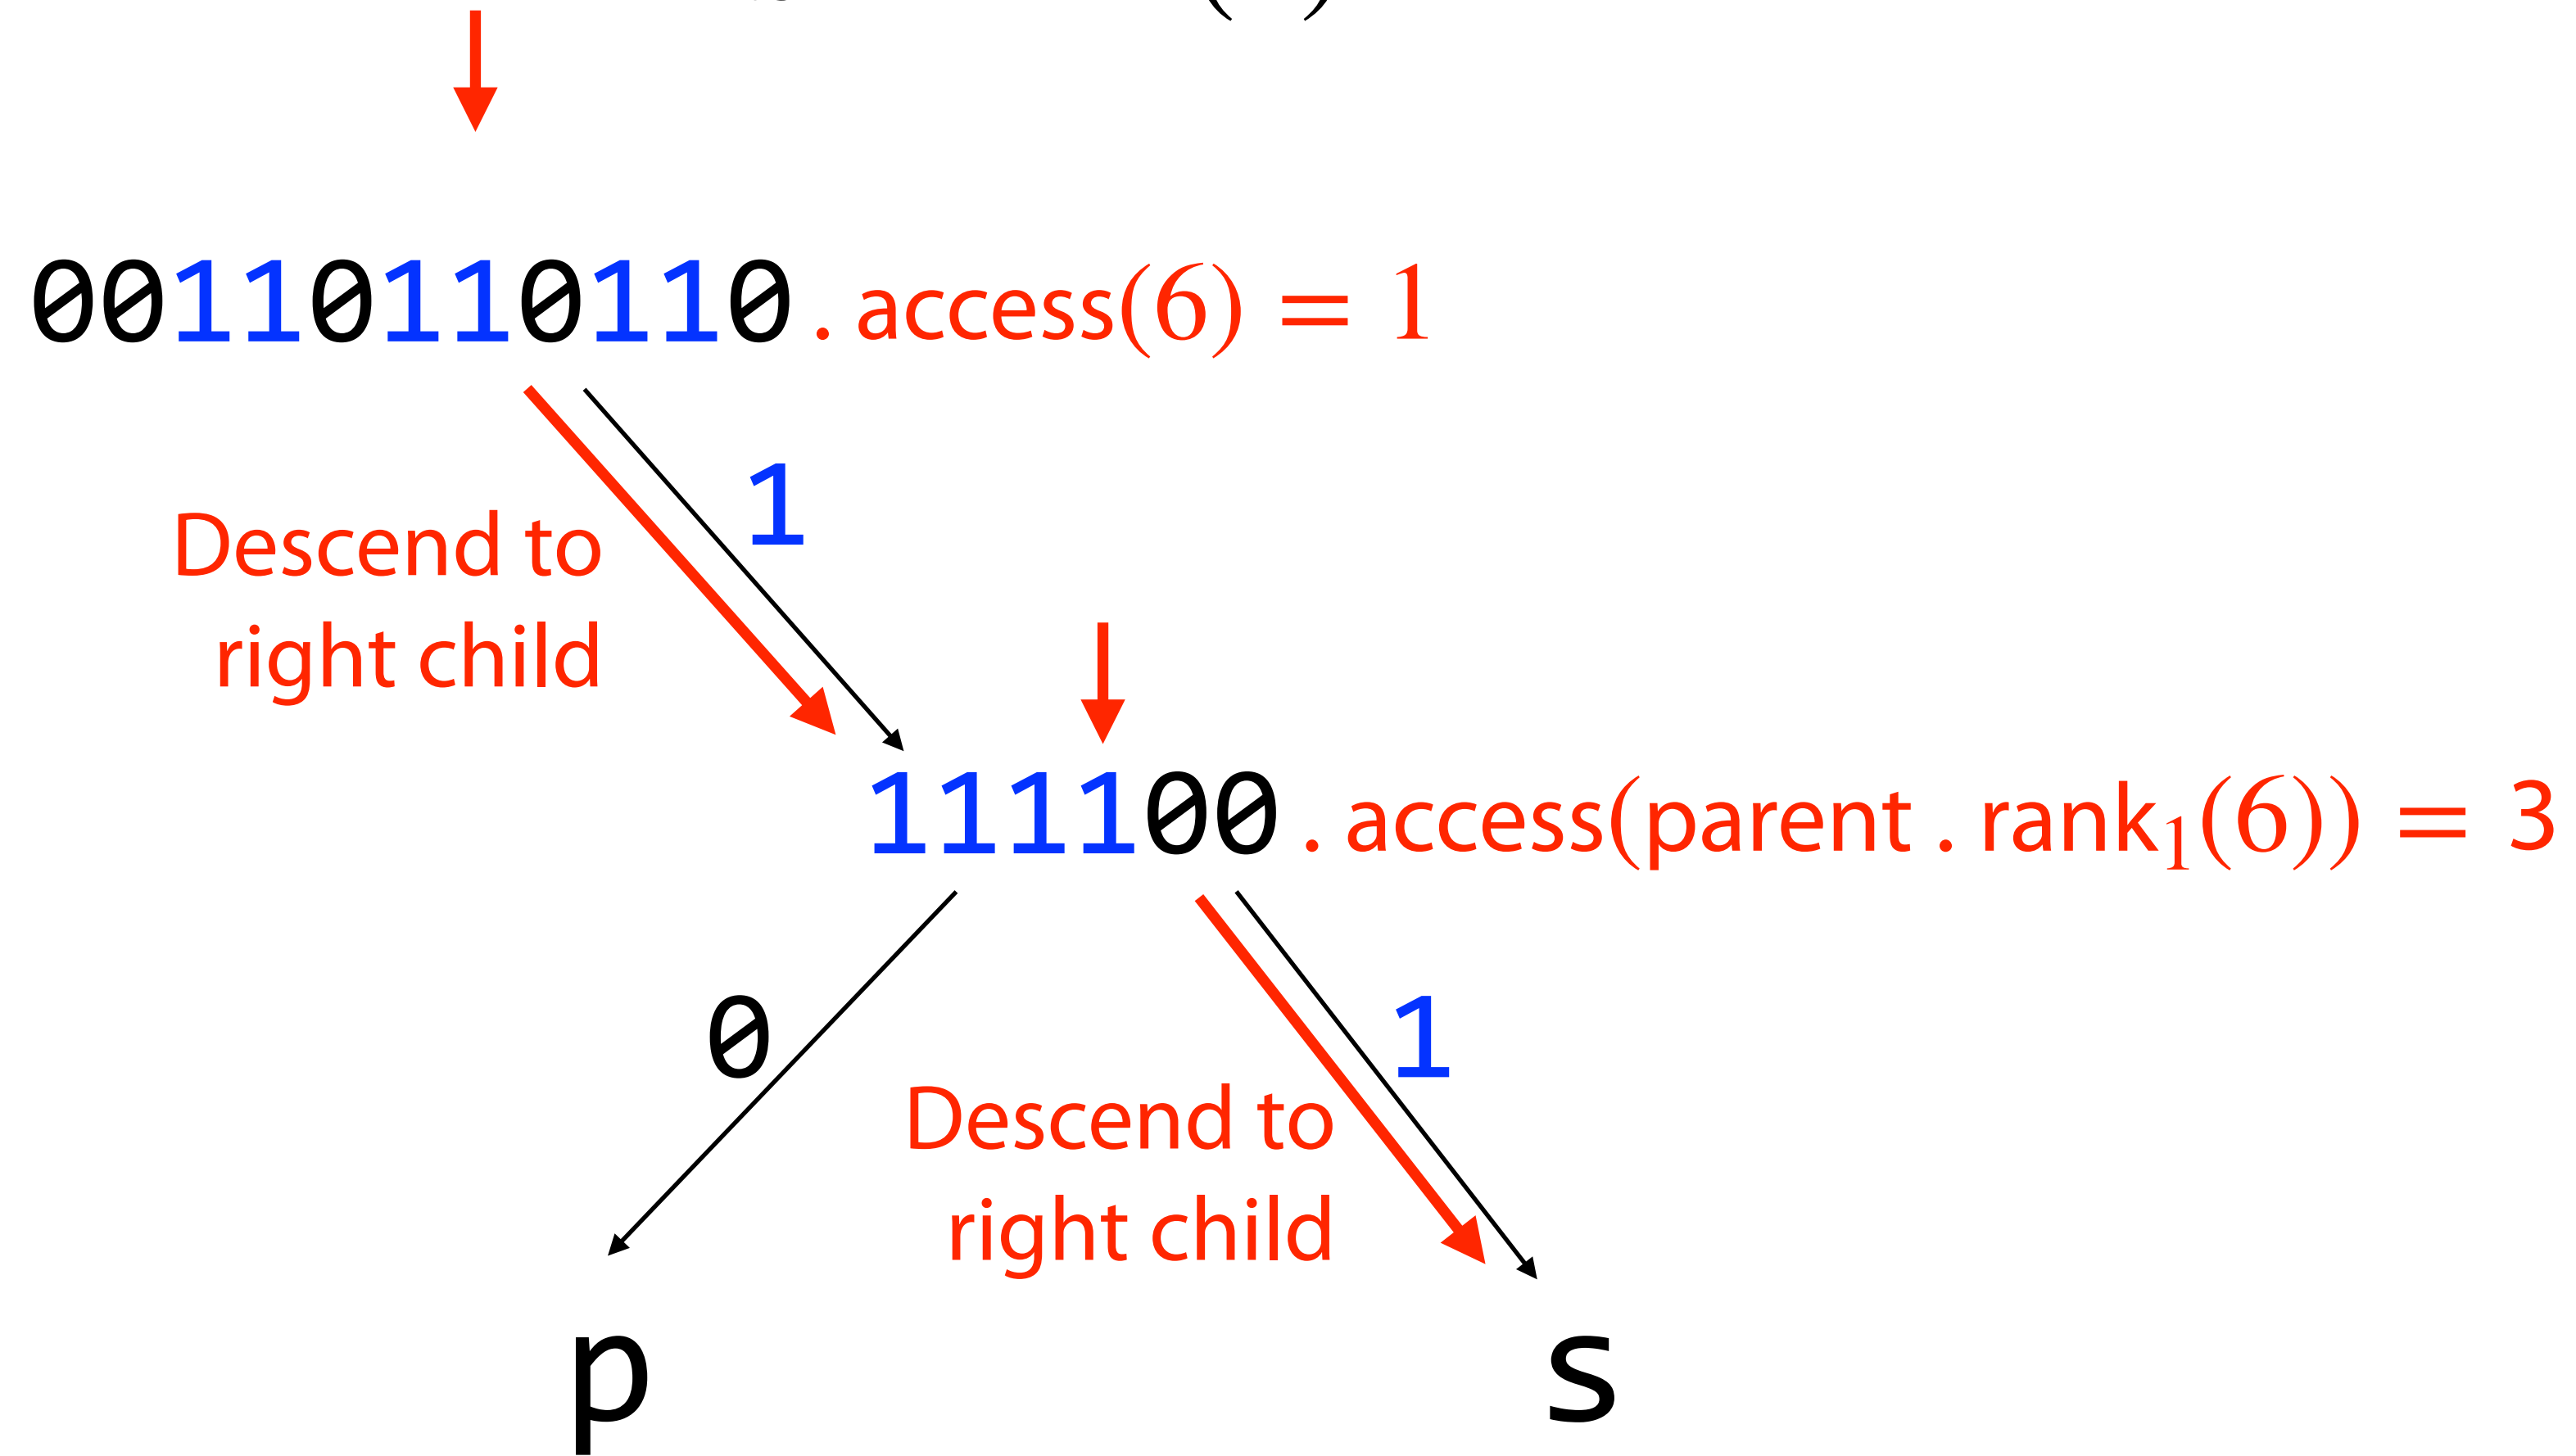 00110110110 . access(6) = 1
1
Descend to
right child
111100 . access(parent . rank₁(6)) = 3
0
1
Descend to
right child
p
s